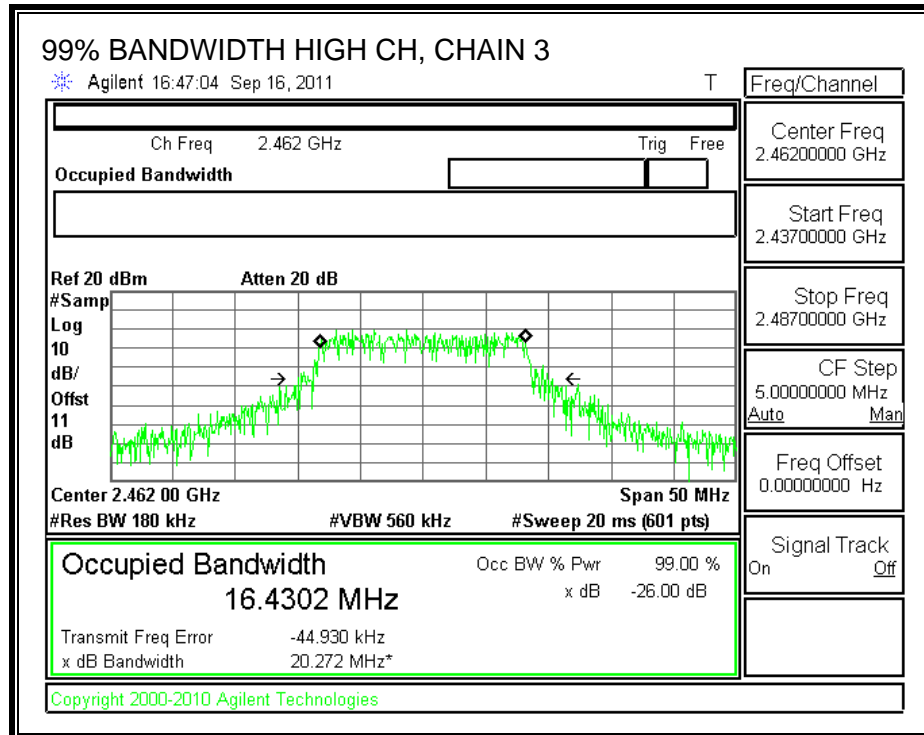 99% BANDWIDTH HIGH CH, CHAIN 3
Agilent 16:47:04 Sep 16, 2011 T
Freq/Channel
Ch Freq 2.462 GHz Trig Free
Occupied Bandwidth
Center Freq
2.46200000 GHz
Start Freq
2.43700000 GHz
Stop Freq
2.48700000 GHz
CF Step
5.00000000 MHz
Auto Man
Freq Offset
0.00000000 Hz
Signal Track
On Off
Ref 20 dBm Atten 20 dB
#Samp
Log
10
dB/
Offst
11
dB
Center 2.462 00 GHz Span 50 MHz
#Res BW 180 kHz #VBW 560 kHz #Sweep 20 ms (601 pts)
Occupied Bandwidth
16.4302 MHz
Occ BW % Pwr 99.00 %
x dB -26.00 dB
Transmit Freq Error -44.930 kHz
x dB Bandwidth 20.272 MHz*
Copyright 2000-2010 Agilent Technologies